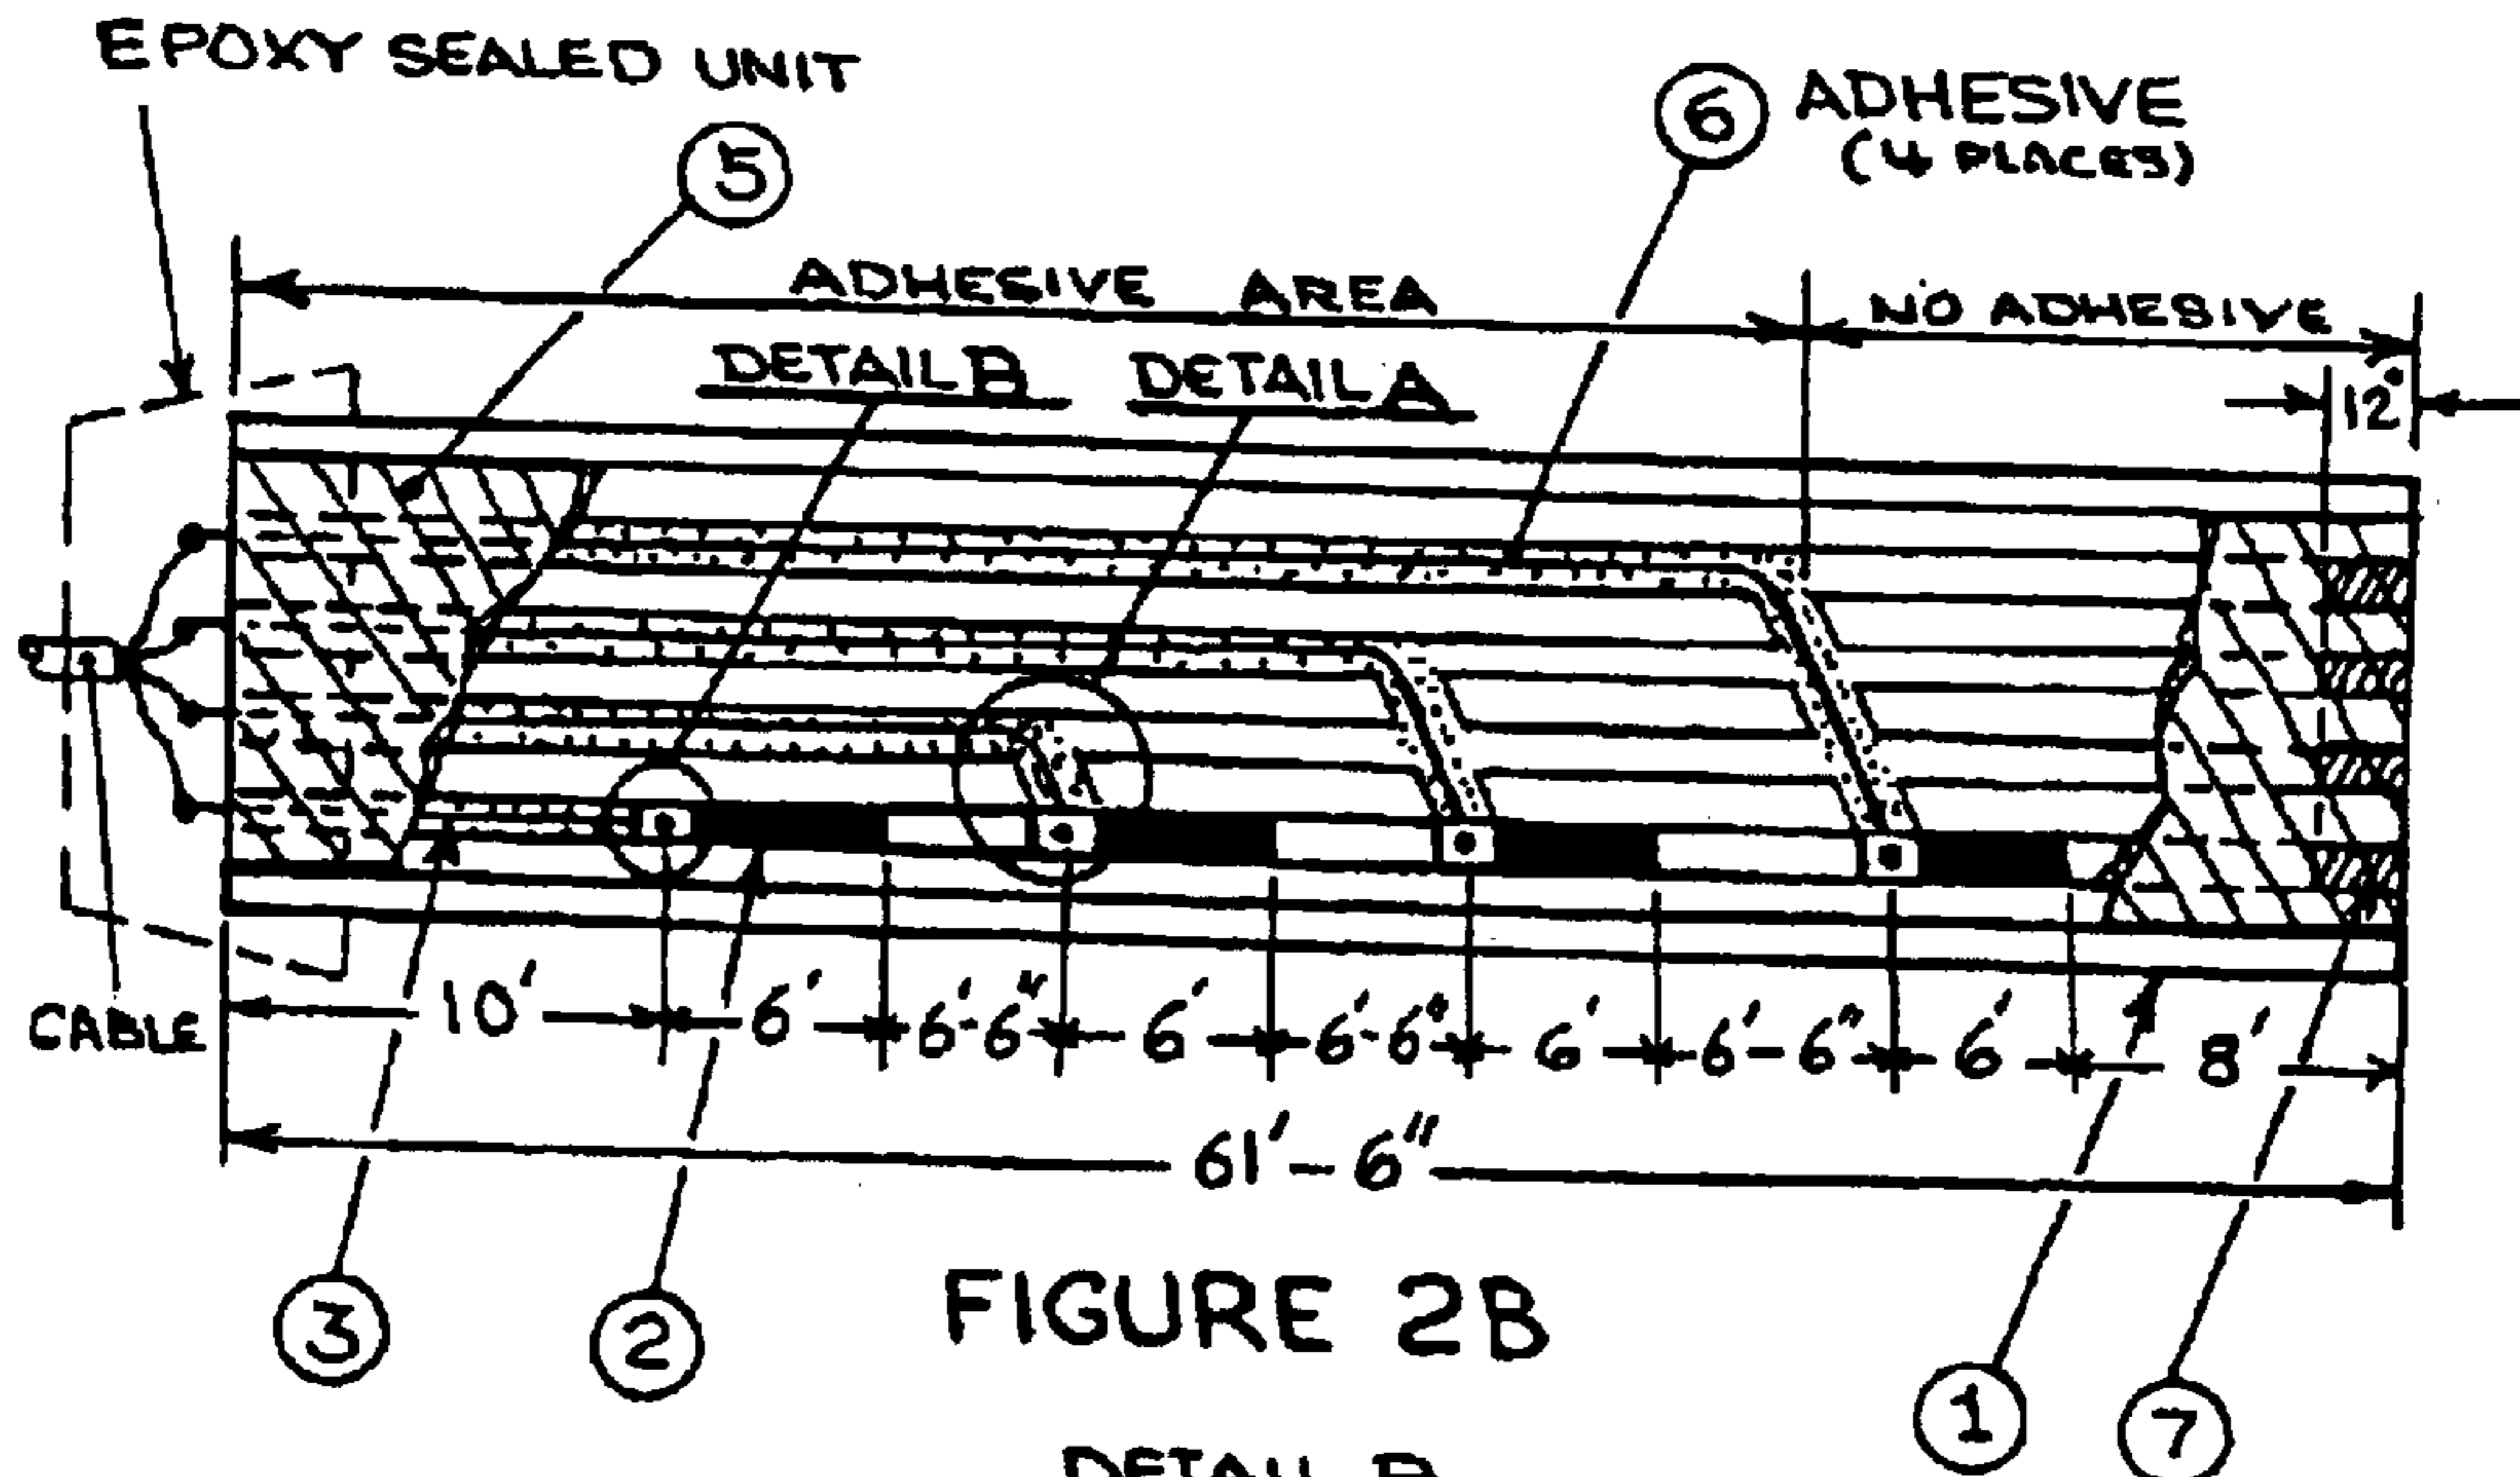 EPOXY SEALED UNIT
5
6 ADHESIVE
(4 PLACES)
ADHESIVE AREA
NO ADHESIVE
DETAIL B DETAIL A
12"
CABLE
10' 6' 6'-6" 6' 6'-6" 6' 6'-6" 6' 8'
61'-6"
3 2
FIGURE 2B
1 7
DETAIL B